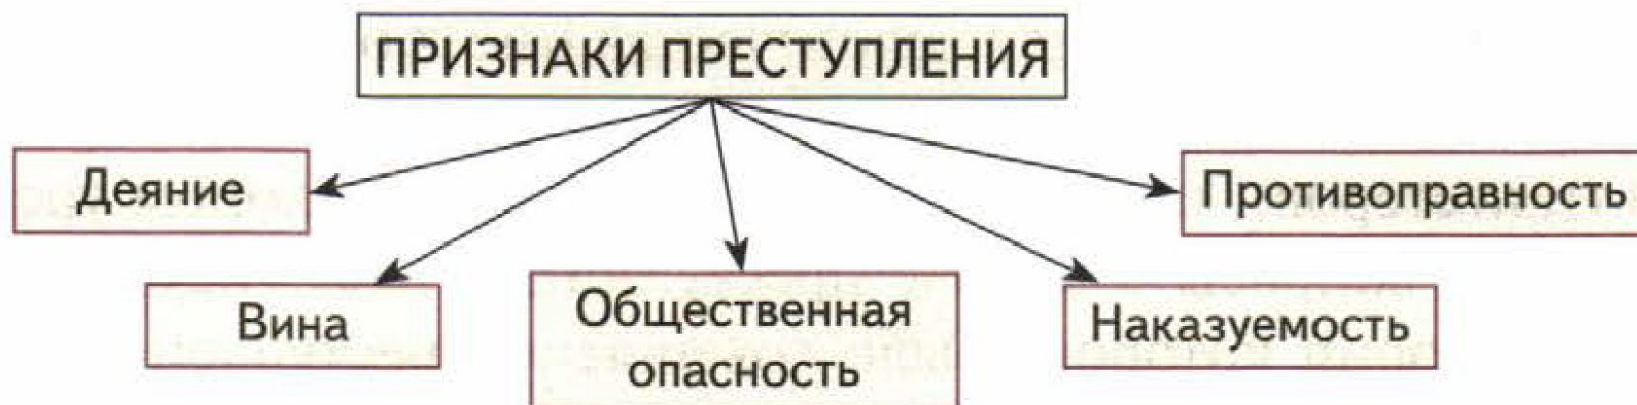 ПРИЗНАКИ ПРЕСТУПЛЕНИЯ
Деяние
Вина
Общественная
опасность
Наказуемость
Противоправность